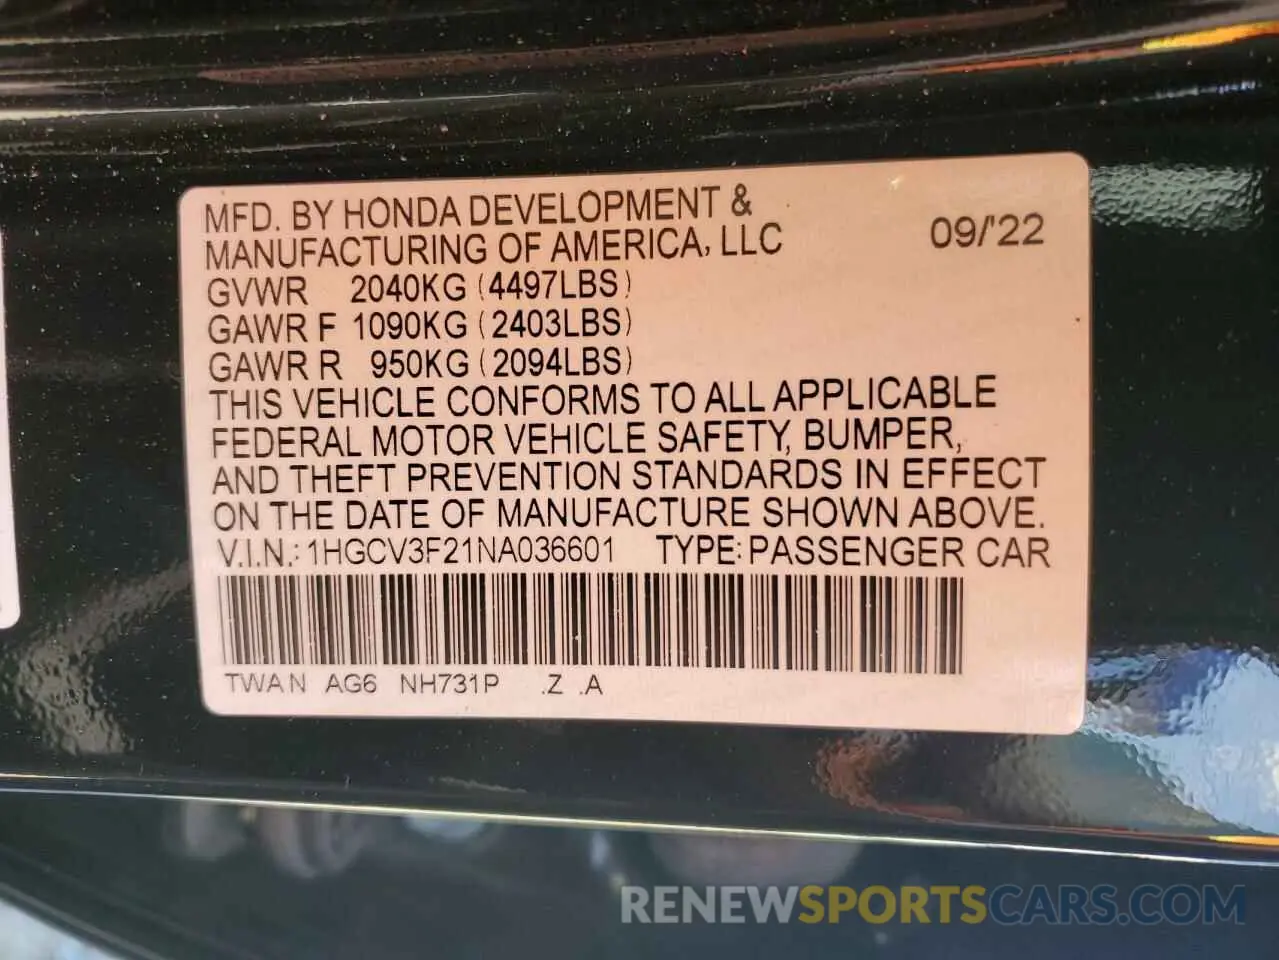 MFD. BY HONDA DEVELOPMENT &
MANUFACTURING OF AMERICA, LLC 09/'22
GVWR 2040KG (4497LBS)
GAWR F 1090KG (2403LBS)
GAWR R 950KG (2094LBS)
THIS VEHICLE CONFORMS TO ALL APPLICABLE
FEDERAL MOTOR VEHICLE SAFETY, BUMPER,
AND THEFT PREVENTION STANDARDS IN EFFECT
ON THE DATE OF MANUFACTURE SHOWN ABOVE.
V.I.N.: 1HGCV3F21NA036601 TYPE: PASSENGER CAR
TWAN AG6 NH731P .Z .A
RENEWSPORTSCARS.COM